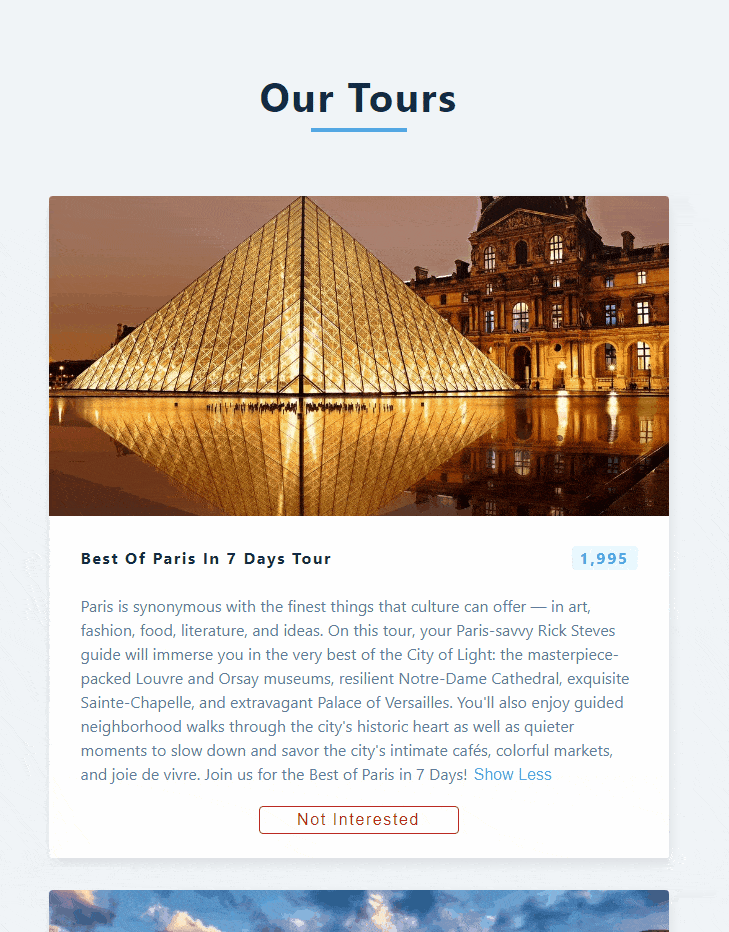 Our Tours
Best Of Paris In 7 Days Tour
1,995
Paris is synonymous with the finest things that culture can offer — in art,
fashion, food, literature, and ideas. On this tour, your Paris-savvy Rick Steves
guide will immerse you in the very best of the City of Light: the masterpiece-
packed Louvre and Orsay museums, resilient Notre-Dame Cathedral, exquisite
Sainte-Chapelle, and extravagant Palace of Versailles. You'll also enjoy guided
neighborhood walks through the city's historic heart as well as quieter
moments to slow down and savor the city's intimate cafés, colorful markets,
and joie de vivre. Join us for the Best of Paris in 7 Days! Show Less
Not Interested